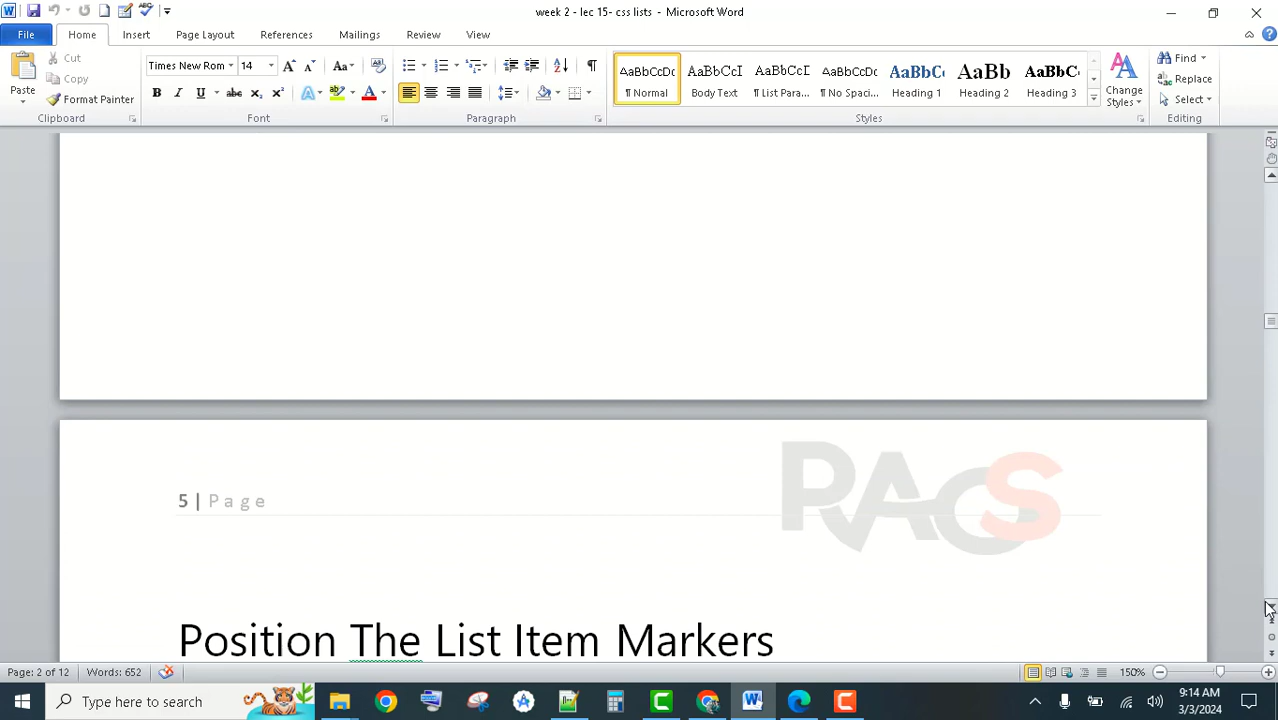 week 2 - lec 15- css lists - Microsoft Word
File Home Insert Page Layout References Mailings Review View
Paste
Cut
Copy
Format Painter
Clipboard
Times New Rom 14
Font
Paragraph
AaBbCcDc AaBbCcI AaBbCcI AaBbCcDc AaBbCc AaBb AaBbCc
¶ Normal Body Text ¶ List Para... ¶ No Spaci... Heading 1 Heading 2 Heading 3
Styles
Change Styles
Find
Replace
Select
Editing
5 | Page
RACS
Position The List Item Markers
Page: 2 of 12 Words: 652 150%
Type here to search
9:14 AM
3/3/2024